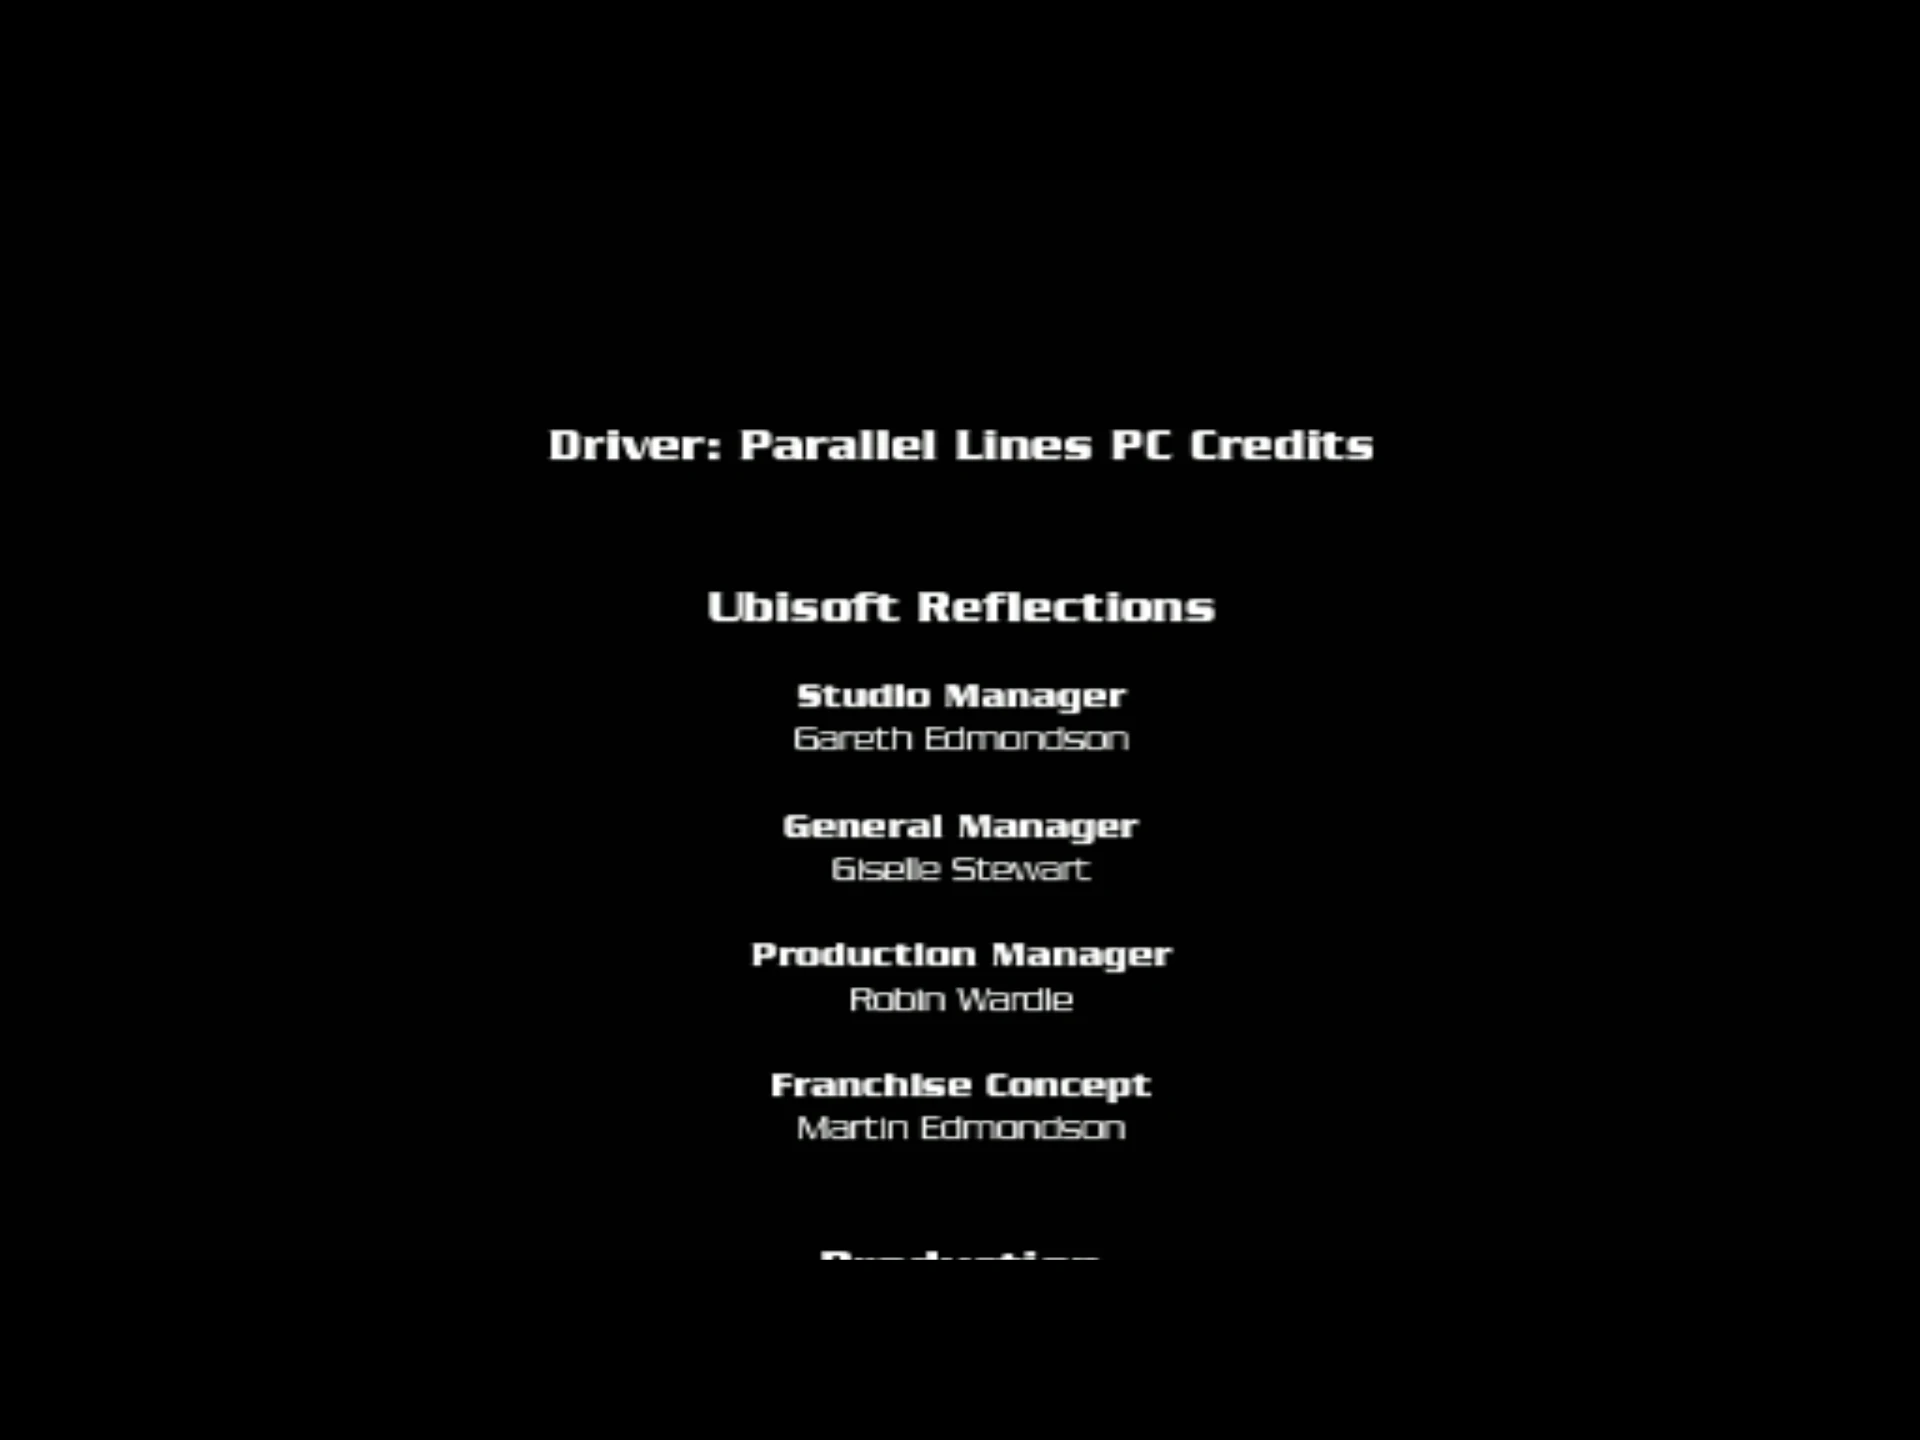 Driver: Parallel Lines PC Credits
Ubisoft Reflections
Studio Manager
Gareth Edmondson
General Manager
Giselle Stewart
Production Manager
Robin Wardle
Franchise Concept
Martin Edmondson
Production